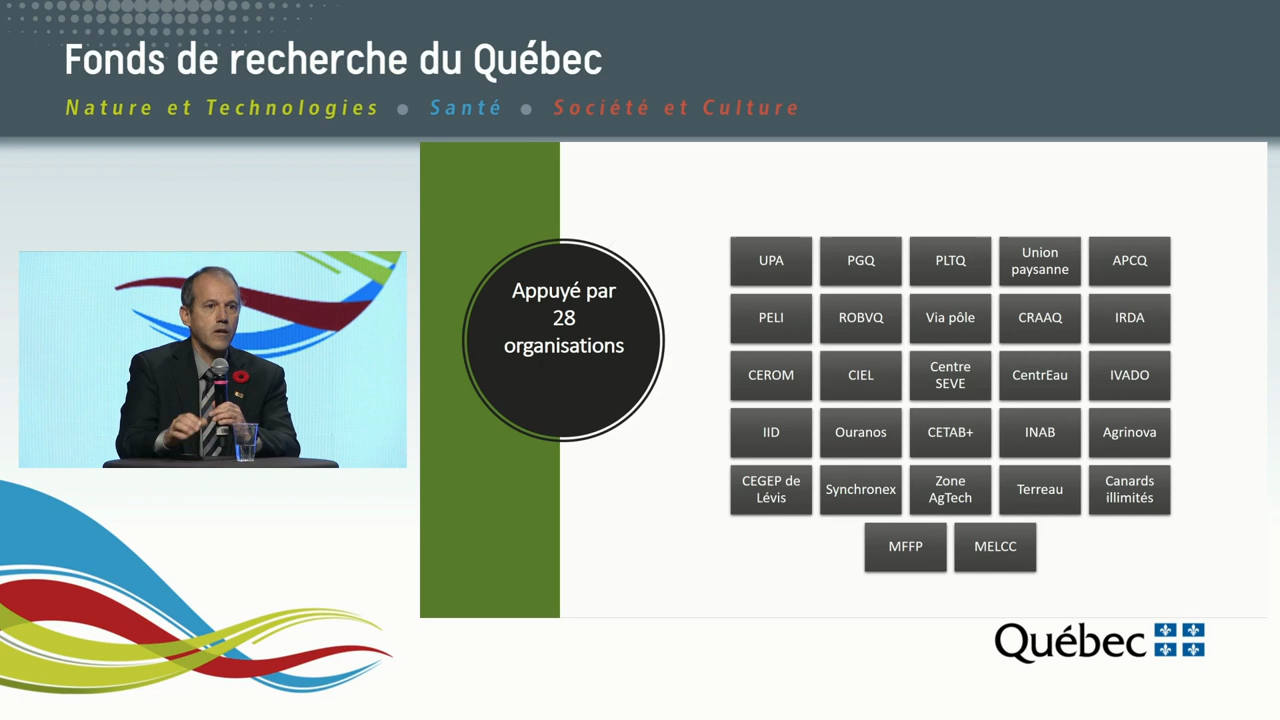 Fonds de recherche du Québec
Nature et Technologies ● Santé ● Société et Culture
Appuyé par
28
organisations
UPA
PGQ
PLTQ
Union
paysanne
APCQ
PELI
ROBVQ
Via pôle
CRAAQ
IRDA
CEROM
CIEL
Centre
SEVE
CentrEau
IVADO
IID
Ouranos
CETAB+
INAB
Agrinova
CEGEP de
Lévis
Synchronex
Zone
AgTech
Terreau
Canards
illimités
MFFP
MELCC
Québec